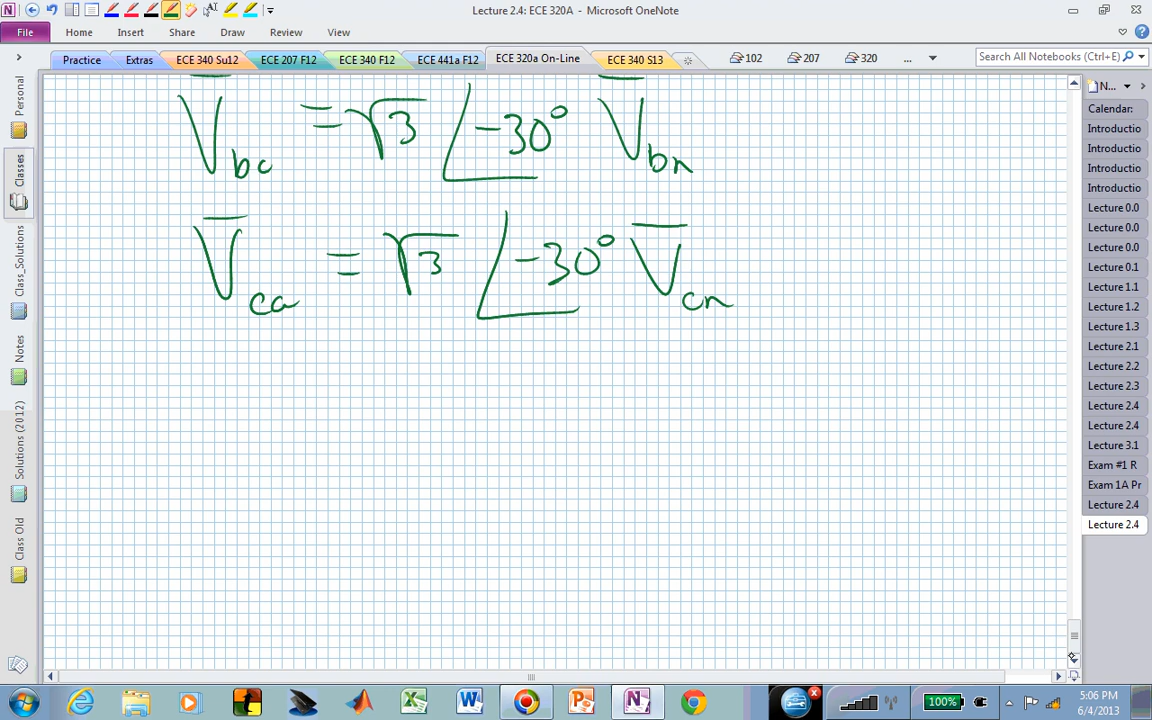 Lecture 2.4: ECE 320A - Microsoft OneNote
File Home Insert Share Draw Review View
Practice Extras ECE 340 Su12 ECE 207 F12 ECE 340 F12 ECE 441a F12 ECE 320a On-Line ECE 340 S13 102 207 320 ... Search All Notebooks (Ctrl+E)
N...
Personal
Classes
Class_Solutions
Notes
Solutions (2012)
Class Old
V̅bc = √3 ∠-30° V̅bn
V̅ca = √3 ∠-30° V̅cn
Calendar:
Introductio
Introductio
Introductio
Introductio
Lecture 0.0
Lecture 0.0
Lecture 0.0
Lecture 0.1
Lecture 1.1
Lecture 1.2
Lecture 1.3
Lecture 2.1
Lecture 2.2
Lecture 2.3
Lecture 2.4
Lecture 2.4
Lecture 3.1
Exam #1 R
Exam 1A Pr
Lecture 2.4
Lecture 2.4
100%
5:06 PM
6/4/2013